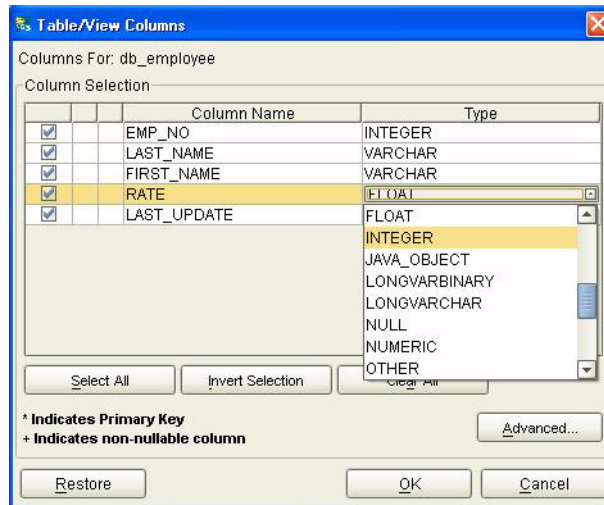 Table/View Columns
Columns For: db_employee
Column Selection
Column Name Type
EMP_NO INTEGER
LAST_NAME VARCHAR
FIRST_NAME VARCHAR
RATE FLOAT
LAST_UPDATE
FLOAT
INTEGER
JAVA_OBJECT
LONGVARBINARY
LONGVARCHAR
NULL
NUMERIC
OTHER
Select All Invert Selection Clear All
* Indicates Primary Key
+ Indicates non-nullable column
Advanced...
Restore OK Cancel